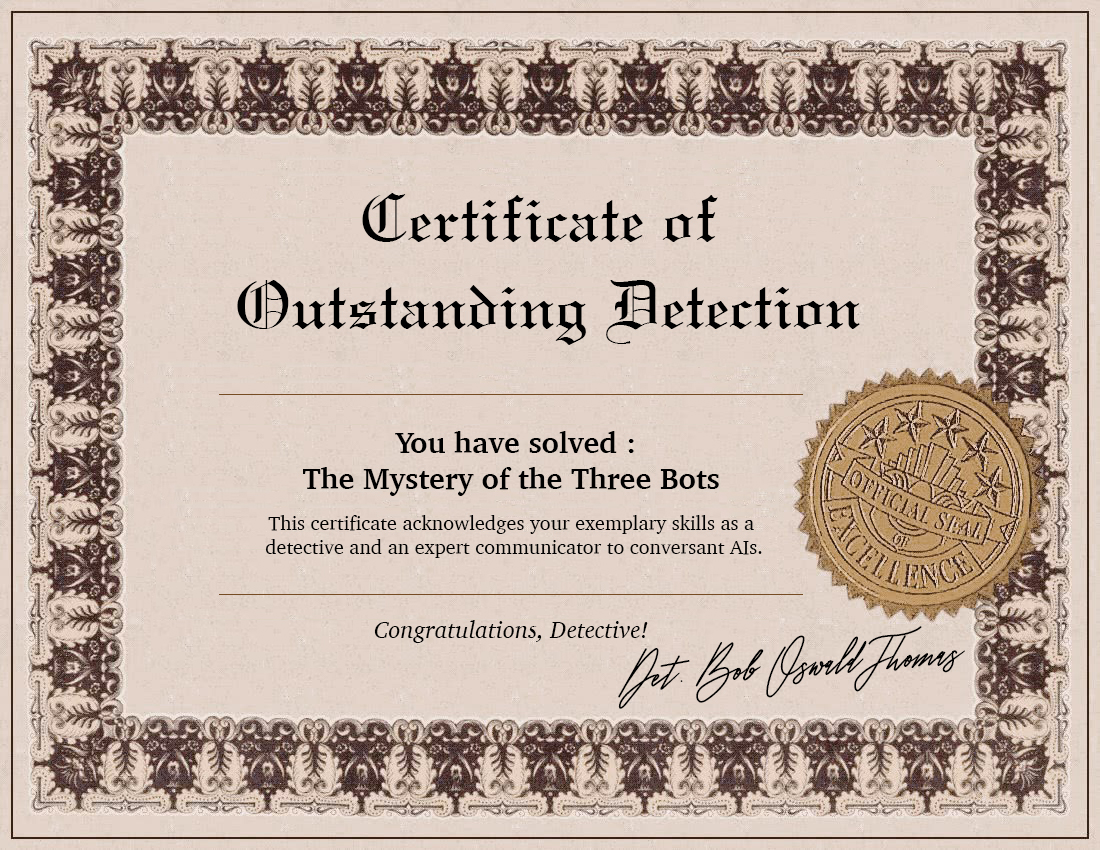 Certificate of
Outstanding Detection
You have solved :
The Mystery of the Three Bots
This certificate acknowledges your exemplary skills as a
detective and an expert communicator to conversant AIs.
OFFICIAL SEAL
OF
EXCELLENCE
Congratulations, Detective!
Det. Bob Oswald Thomas